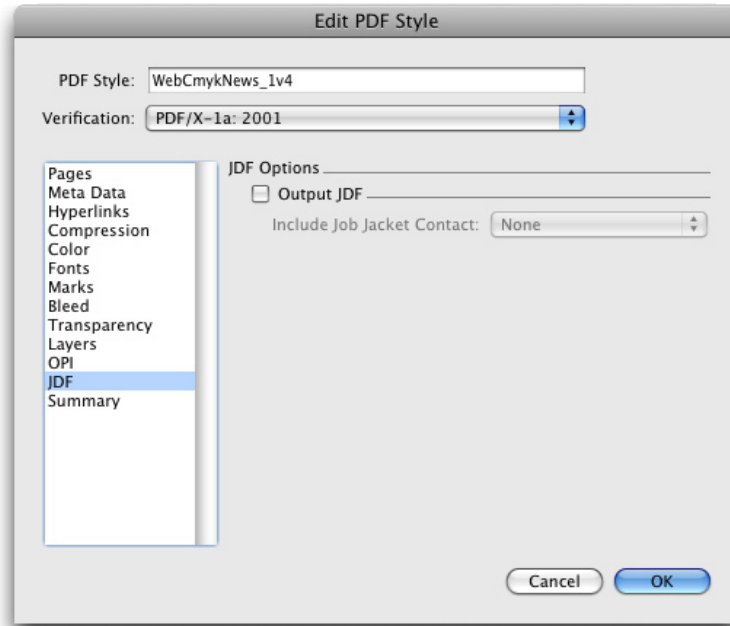 Edit PDF Style
PDF Style: WebCmykNews_1v4
Verification: PDF/X-1a: 2001
Pages
Meta Data
Hyperlinks
Compression
Color
Fonts
Marks
Bleed
Transparency
Layers
OPI
JDF
Summary
JDF Options
Output JDF
Include Job Jacket Contact: None
Cancel OK